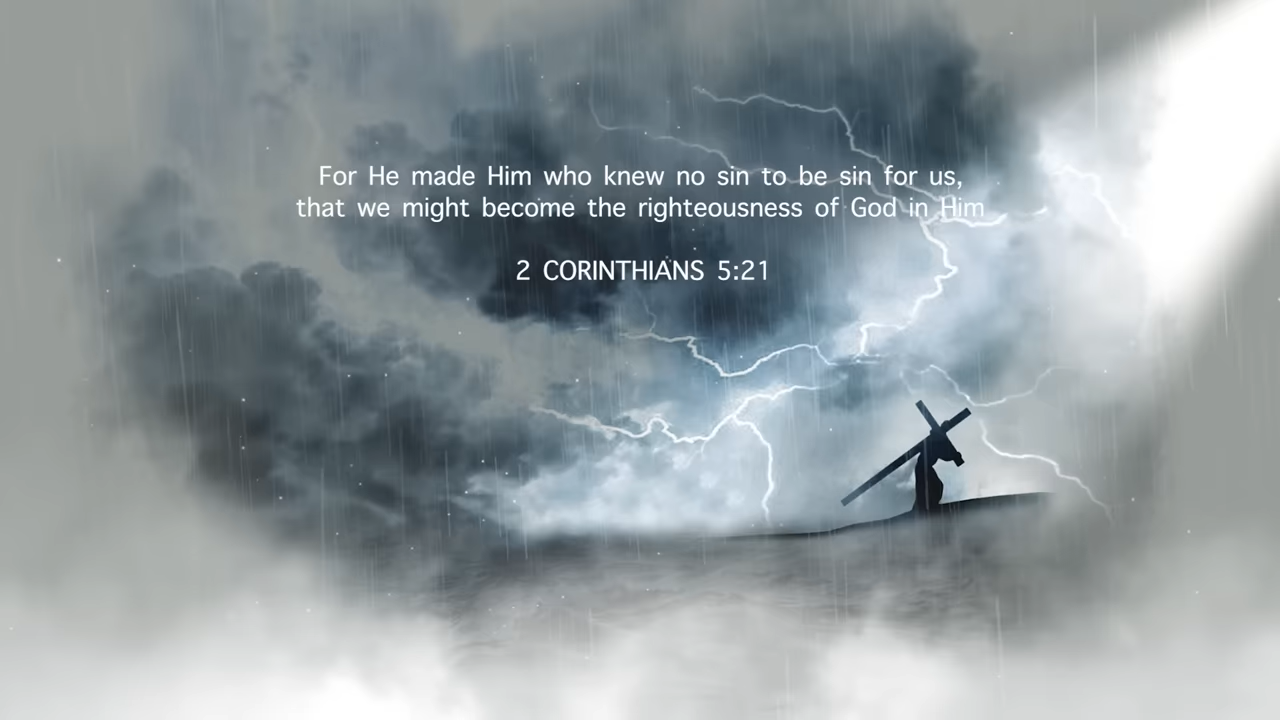 For He made Him who knew no sin to be sin for us,
that we might become the righteousness of God in Him
2 CORINTHIANS 5:21